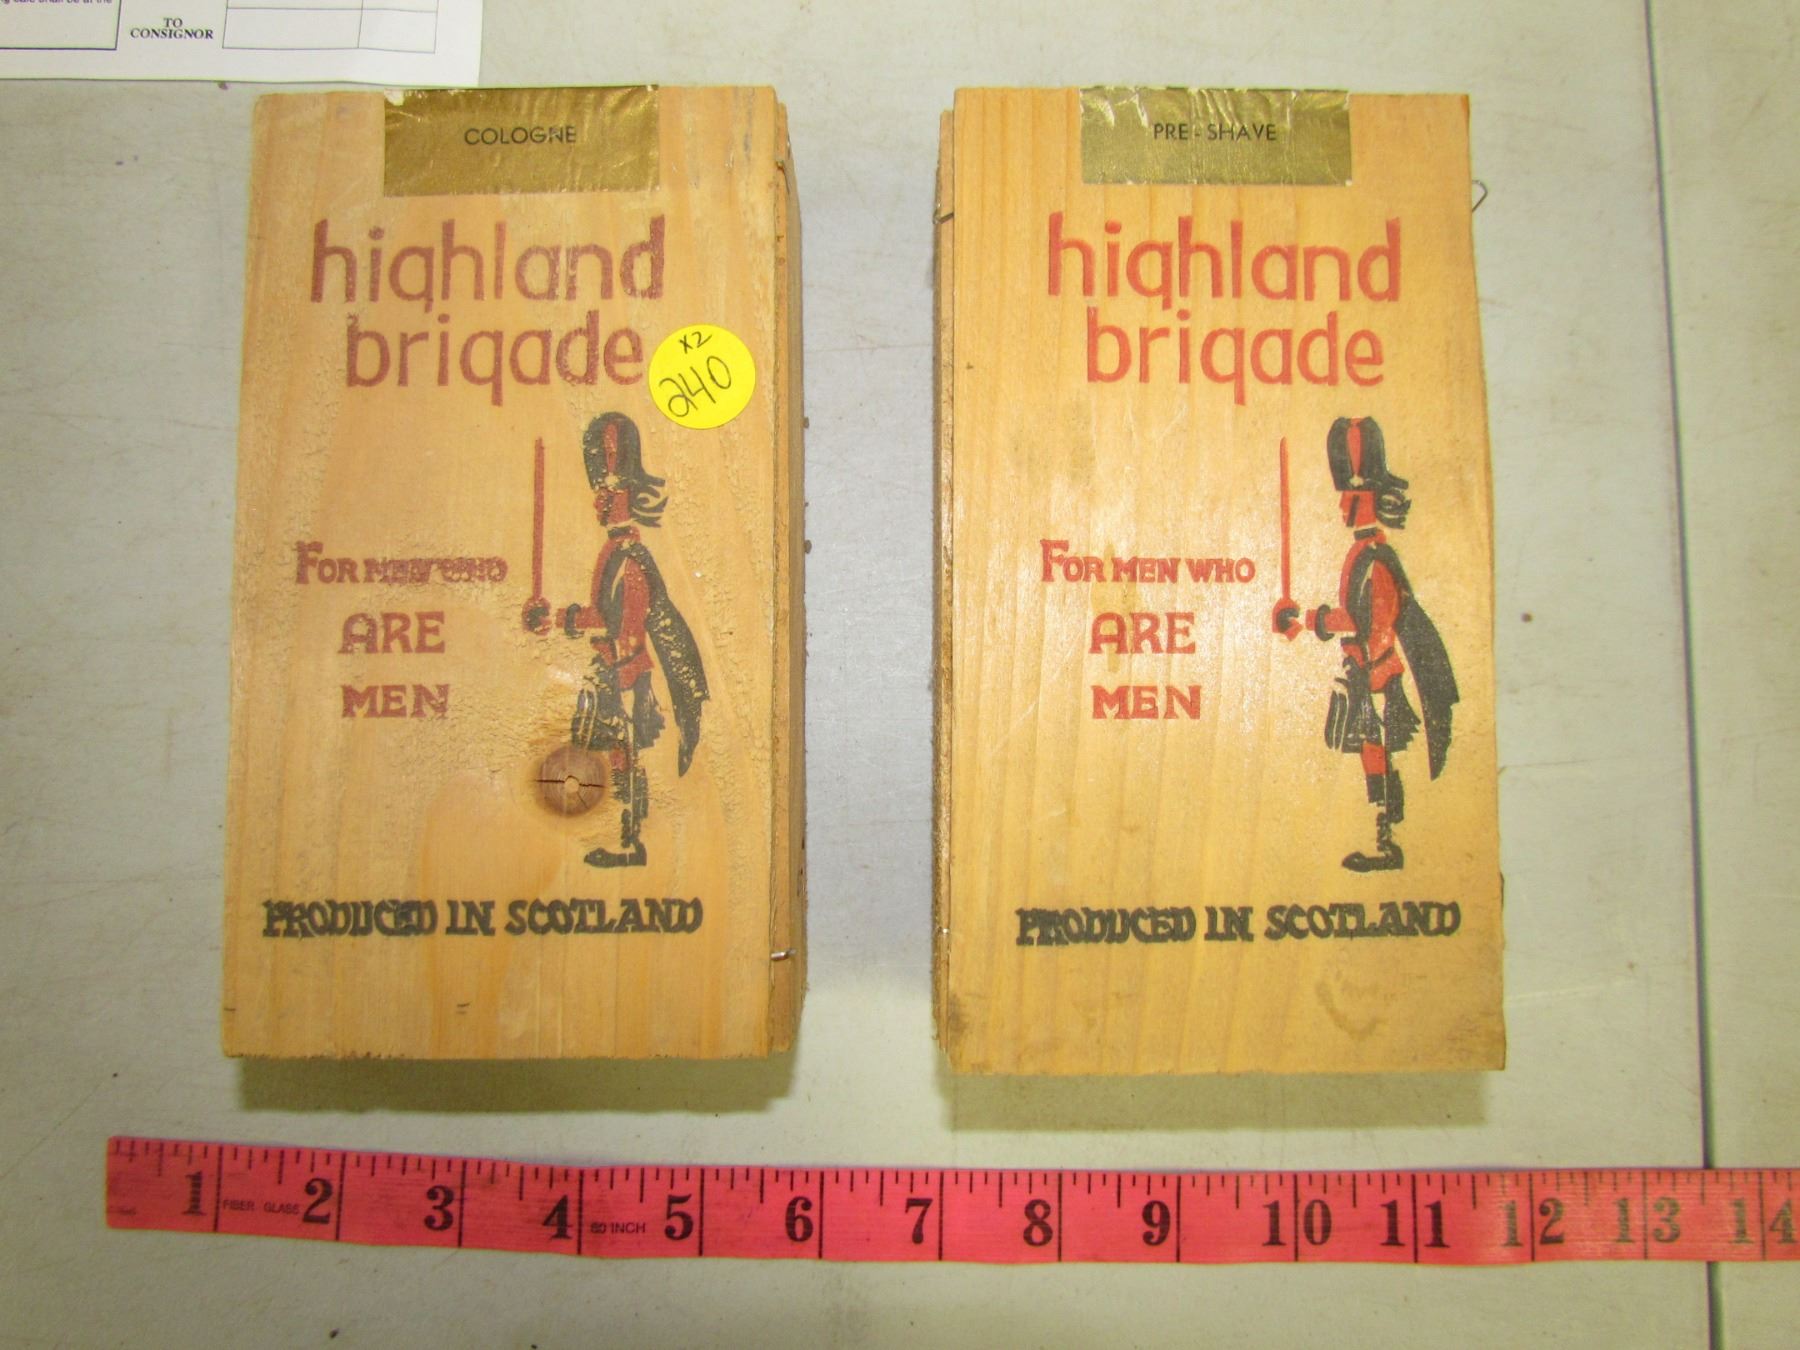 TO
CONSIGNOR
COLOGNE
highland
brigade
x2
240
FOR MEN WHO
ARE
MEN
PRODUCED IN SCOTLAND
PRE-SHAVE
highland
brigade
FOR MEN WHO
ARE
MEN
PRODUCED IN SCOTLAND
1 FIBER GLASS 2 3 4 60 INCH 5 6 7 8 9 10 11 12 13 14